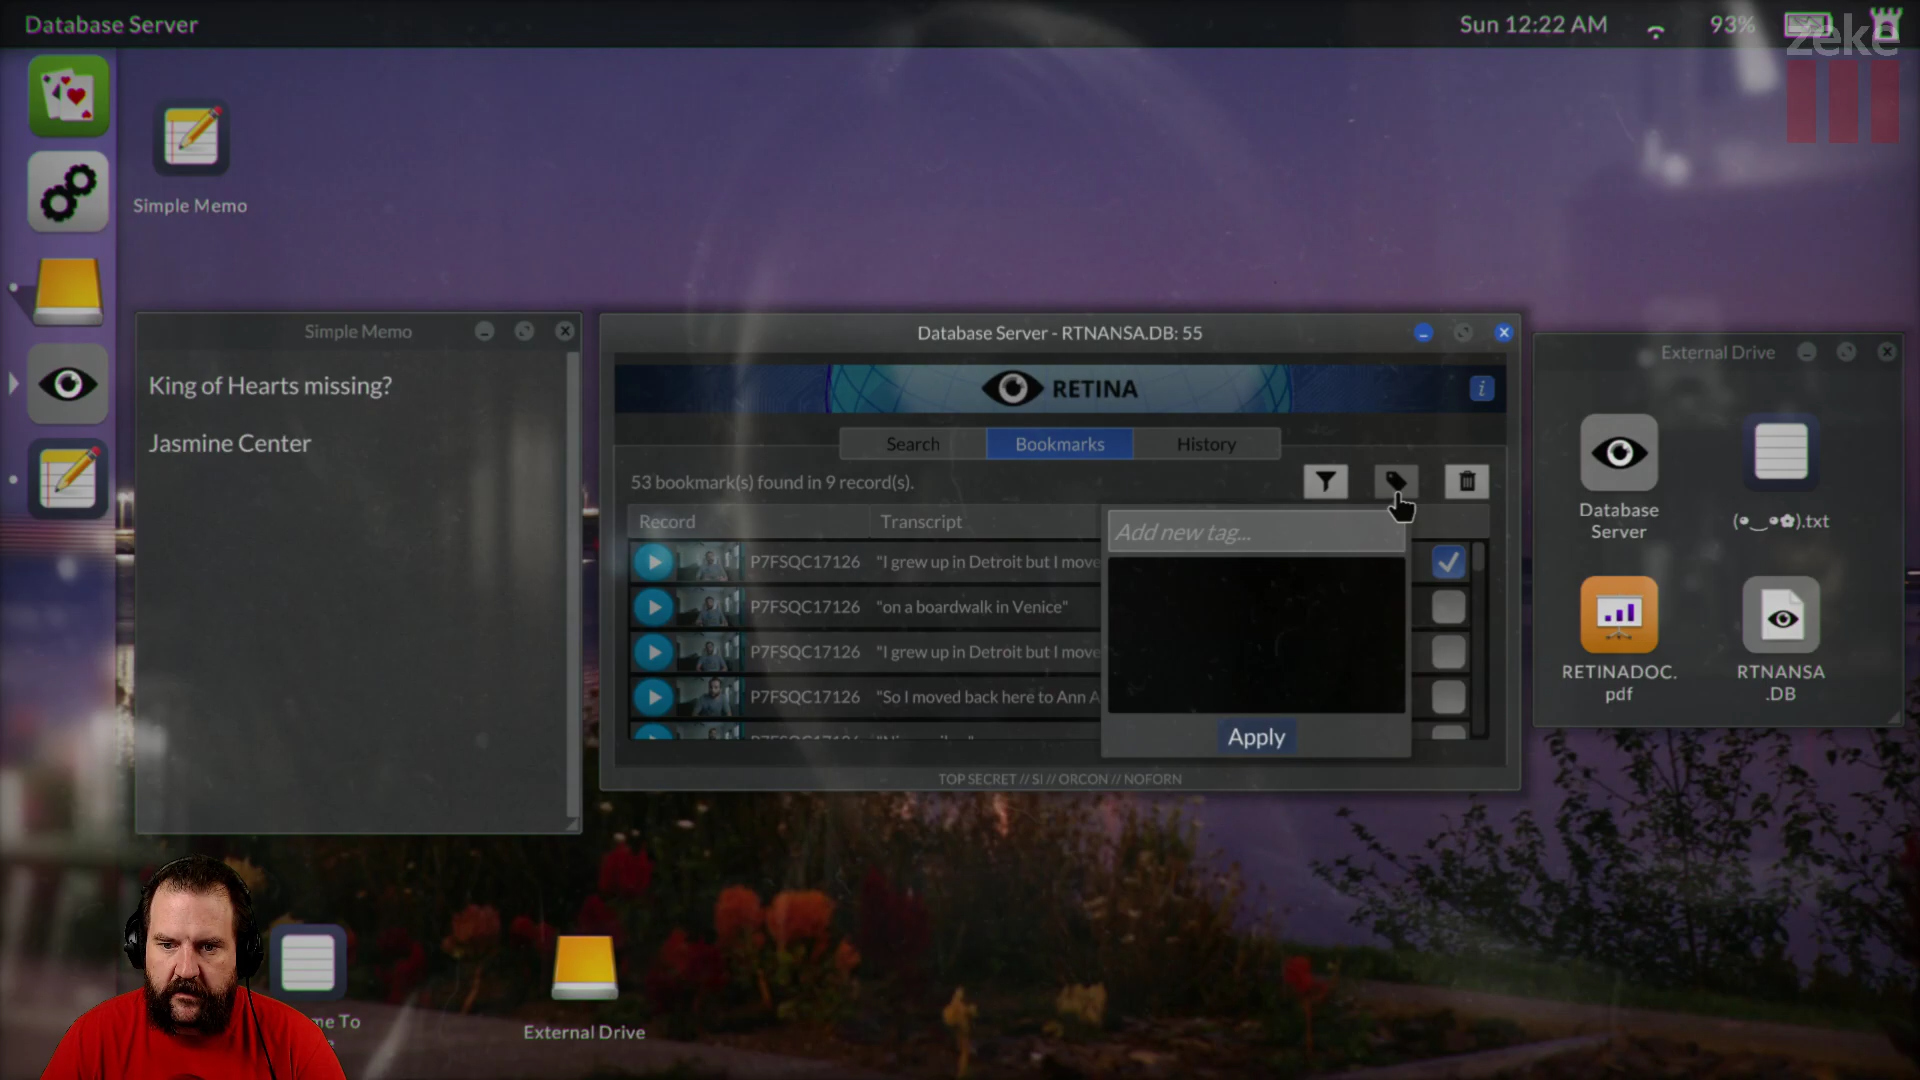 Database Server
Sun 12:22 AM
93%
zeke
Simple Memo
Simple Memo
King of Hearts missing?
Jasmine Center
Database Server - RTNANSA.DB: 55
RETINA
i
Search
Bookmarks
History
53 bookmark(s) found in 9 record(s).
Record
Transcript
Add new tag...
P7FSQC17126
"I grew up in Detroit but I move
P7FSQC17126
"on a boardwalk in Venice"
P7FSQC17126
"I grew up in Detroit but I move
P7FSQC17126
"So I moved back here to Ann A
Apply
TOP SECRET // SI // ORCON // NOFORN
External Drive
Database
Server
(•‿•✿).txt
RETINADOC.
pdf
RTNANSA
.DB
me To
External Drive